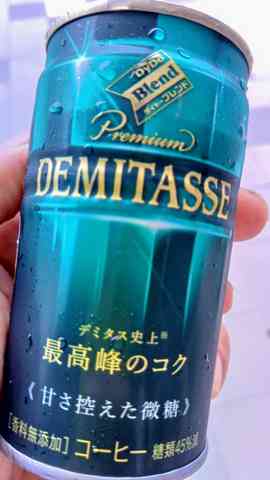 DyDo
Blend
ダイドーブレンド
Premium
DEMITASSE
デミタス史上※
最高峰のコク
《甘さ控えた微糖》
[香料無添加] コーヒー 糖類45%減